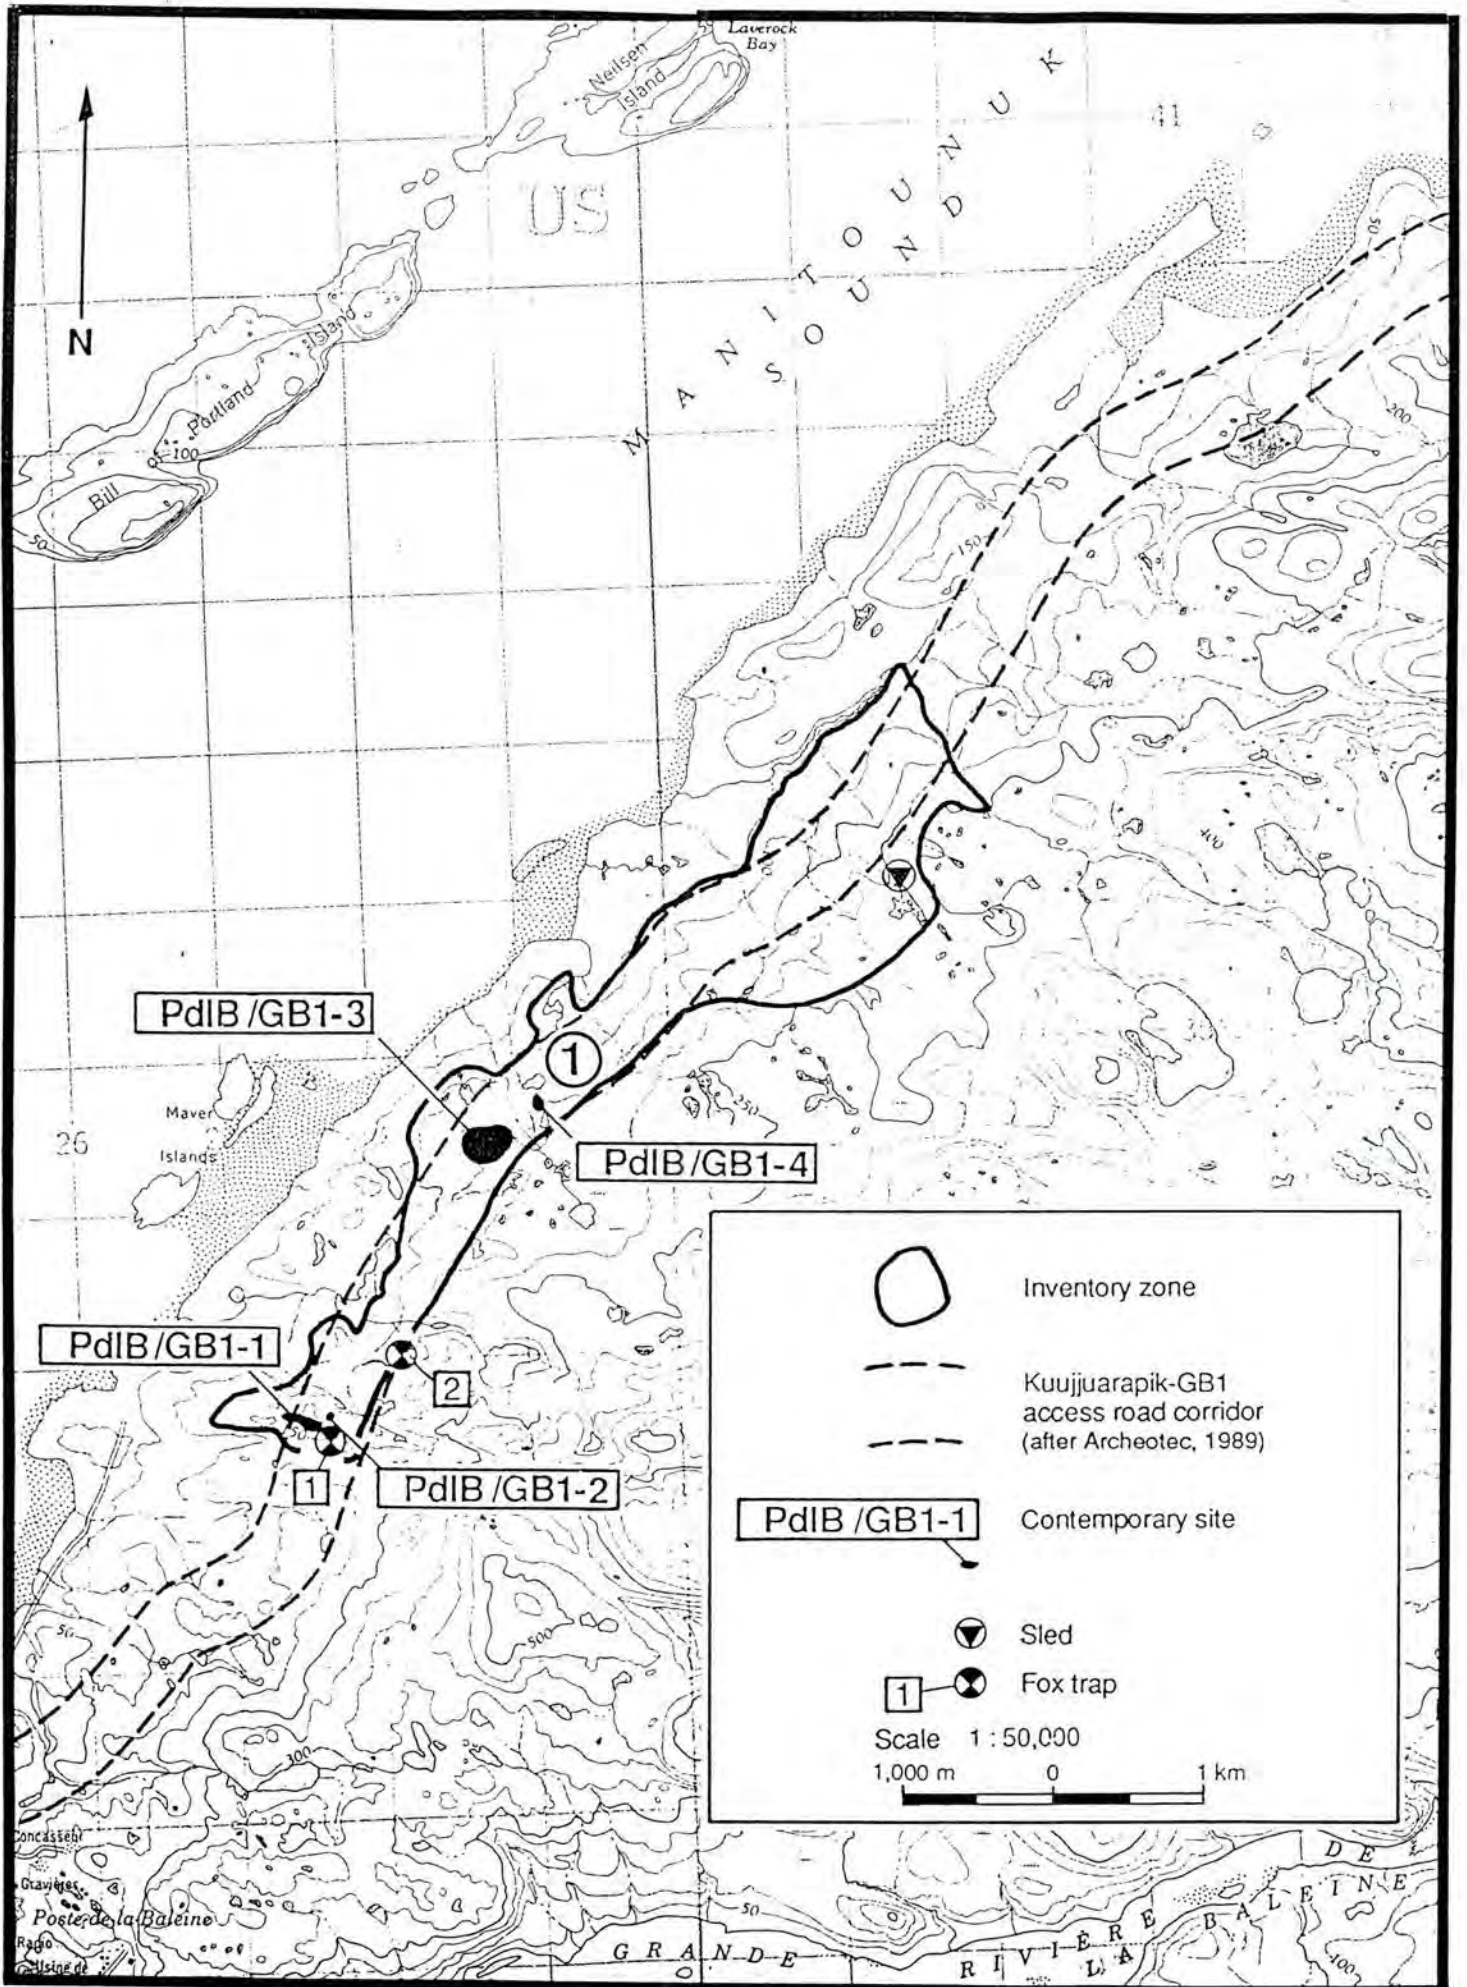 Laverock
Bay
Neilsen
Island
41
US
MANITOUNUK
SOUND
N
50
Island
Portland
100
Bill
50
200
150
400
PdIB/GB1-3
1
Maver
Islands
26
250
PdIB/GB1-4
PdIB/GB1-1
2
50
1
PdIB/GB1-2
Inventory zone
Kuujjuarapik-GB1
access road corridor
(after Archeotec, 1989)
PdIB/GB1-1
Contemporary site
Sled
1
Fox trap
Scale 1:50,000
1,000 m 0 1 km
50
500
300
Concasseur
Gravières
Poste-de-la-Baleine
Radio
Usine de
50
GRANDE
RIVIÈRE
DE
LA
BALEINE
100